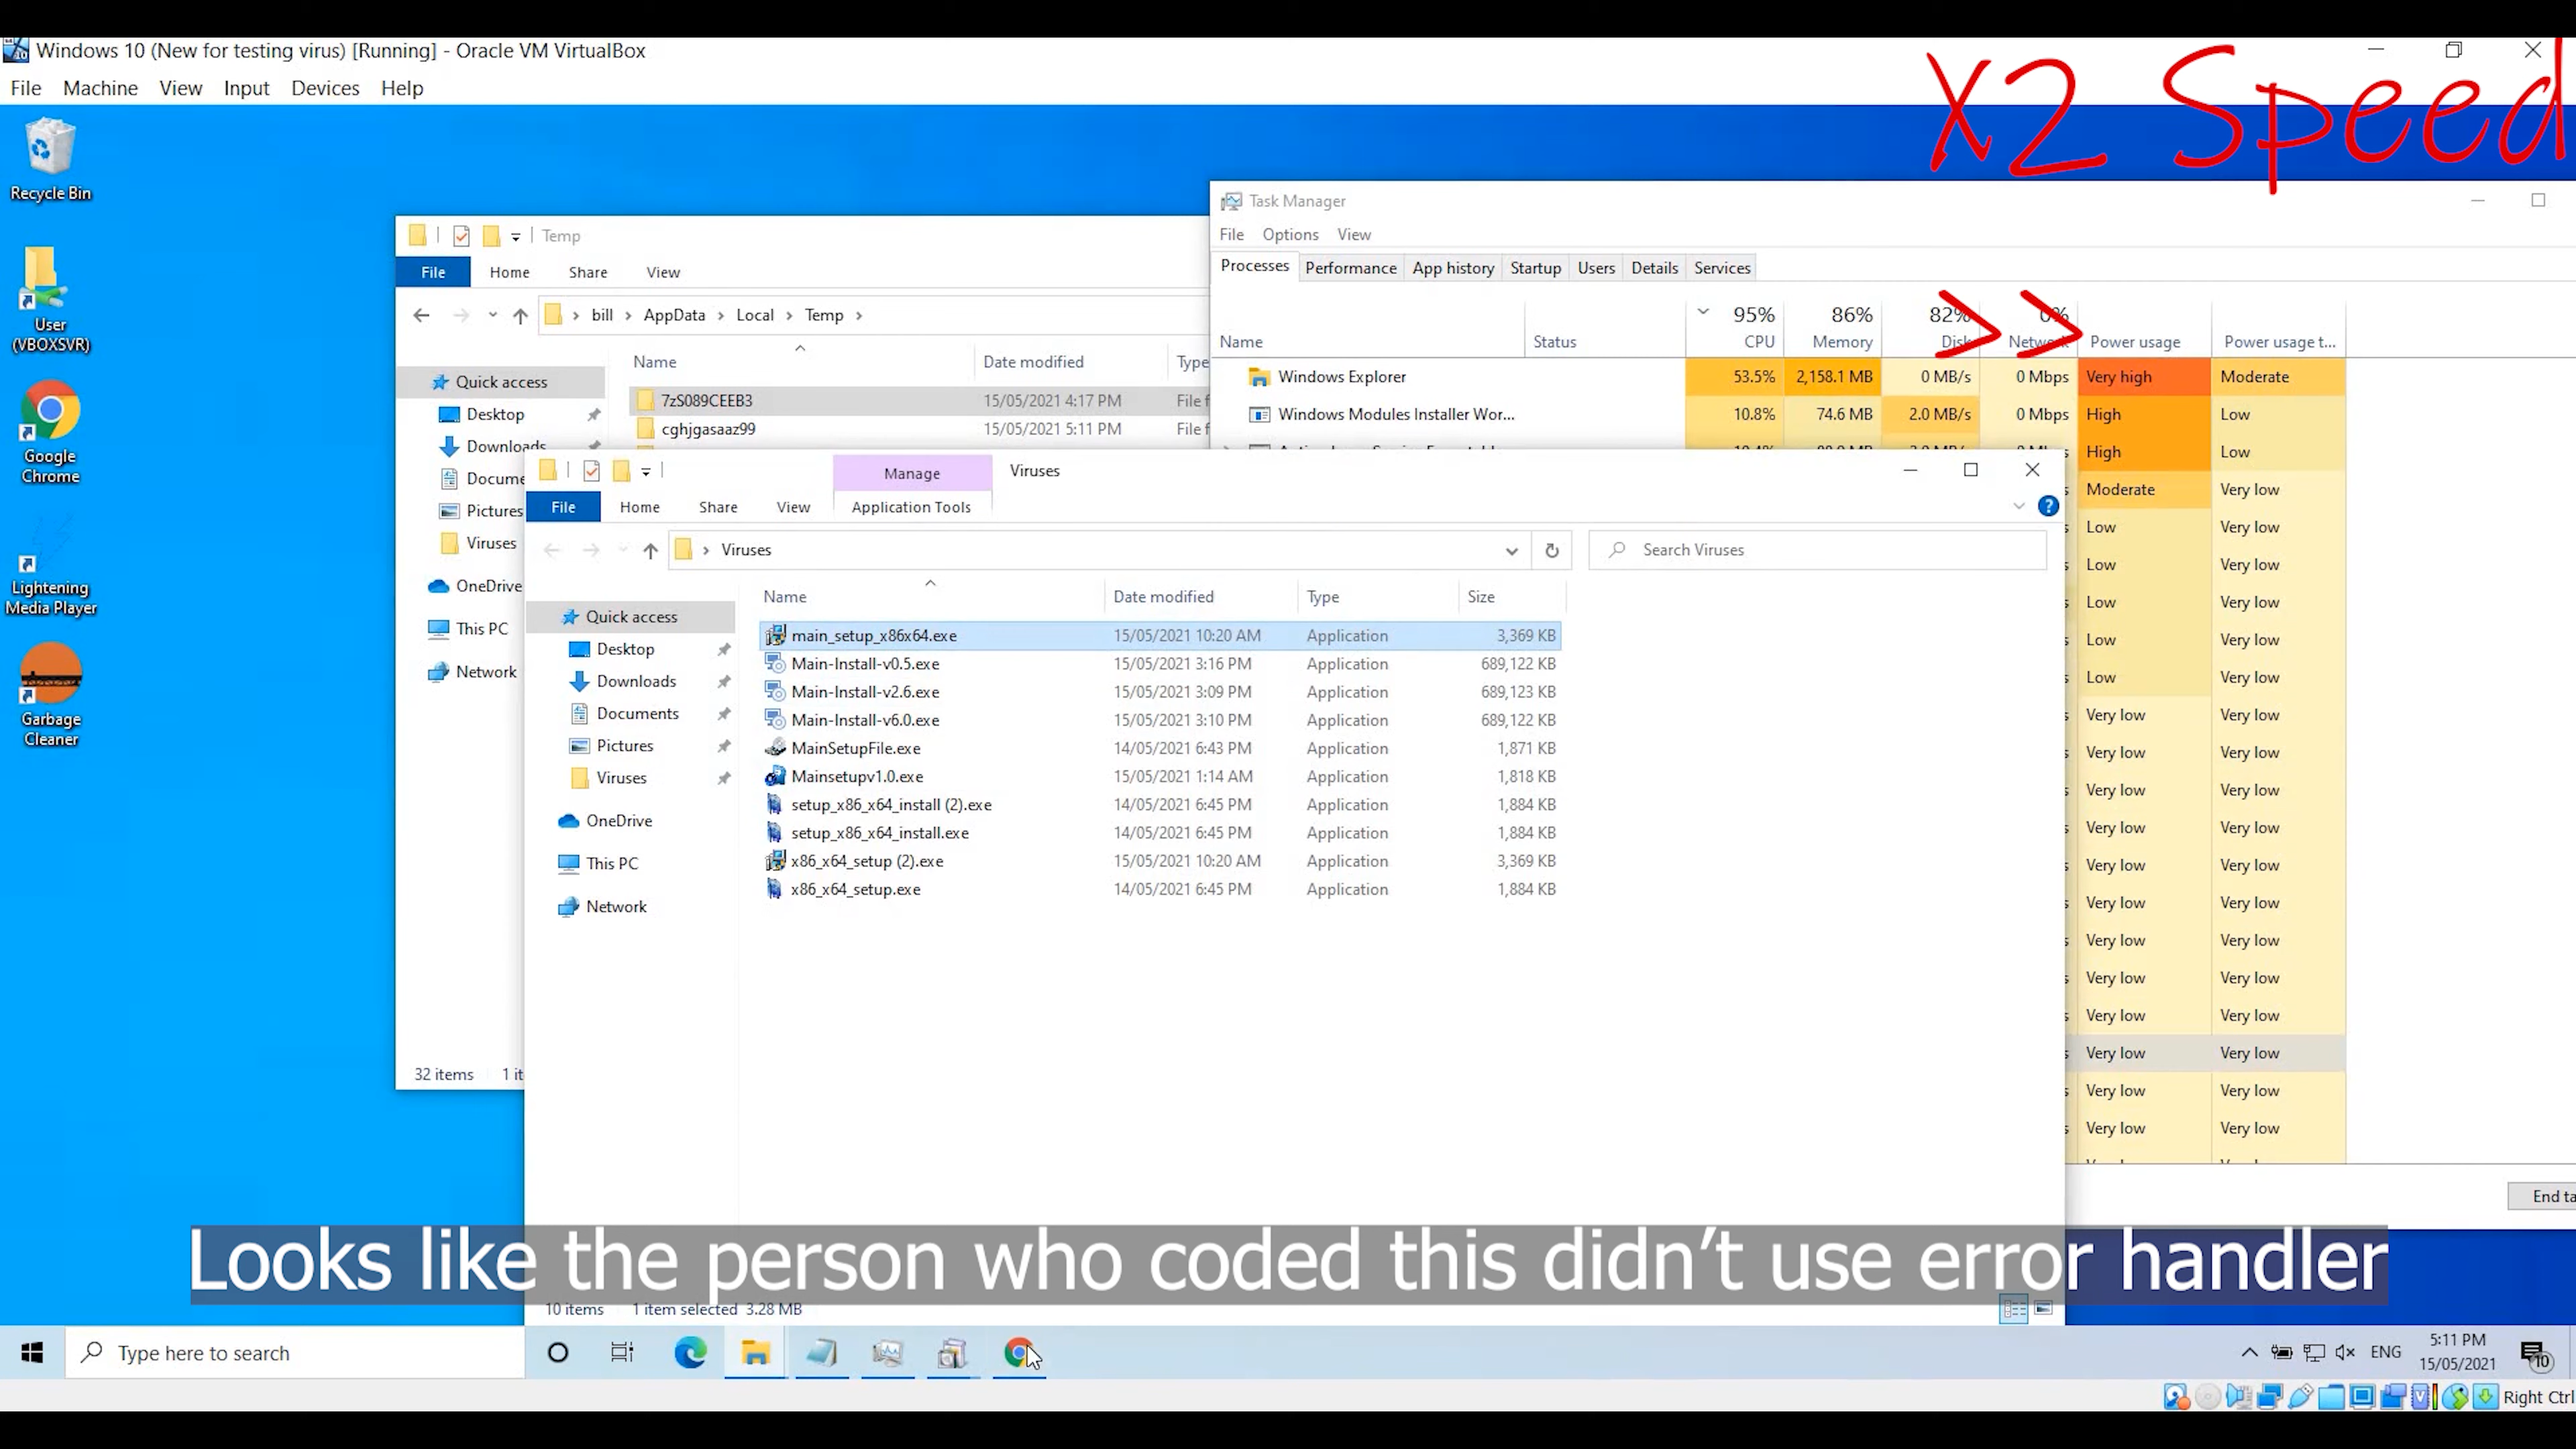 Windows 10 (New for testing virus) [Running] - Oracle VM VirtualBox
File Machine View Input Devices Help
X2 Speed
Recycle Bin
User
(VBOXSVR)
Google
Chrome
Lightening
Media Player
Garbage
Cleaner
Temp
File Home Share View
bill > AppData > Local > Temp >
Name Date modified Type
Quick access
Desktop
Downloads
Docume
Pictures
Viruses
OneDrive
This PC
Network
7zS089CEEB3 15/05/2021 4:17 PM File f
cghjgasaaz99 15/05/2021 5:11 PM File f
32 items 1 it
Task Manager
File Options View
Processes Performance App history Startup Users Details Services
95% 86% 82% 0%
Name Status CPU Memory Disk Network Power usage Power usage t...
Windows Explorer 53.5% 2,158.1 MB 0 MB/s 0 Mbps Very high Moderate
Windows Modules Installer Wor... 10.8% 74.6 MB 2.0 MB/s 0 Mbps High Low
High Low
Moderate Very low
Low Very low
Low Very low
Low Very low
Low Very low
Low Very low
Very low Very low
Very low Very low
Very low Very low
Very low Very low
Very low Very low
Very low Very low
Very low Very low
Very low Very low
Very low Very low
Very low Very low
Very low Very low
Very low Very low
End ta
Manage Viruses
File Home Share View Application Tools
> Viruses
Search Viruses
Name Date modified Type Size
Quick access
Desktop
Downloads
Documents
Pictures
Viruses
OneDrive
This PC
Network
main_setup_x86x64.exe 15/05/2021 10:20 AM Application 3,369 KB
Main-Install-v0.5.exe 15/05/2021 3:16 PM Application 689,122 KB
Main-Install-v2.6.exe 15/05/2021 3:09 PM Application 689,123 KB
Main-Install-v6.0.exe 15/05/2021 3:10 PM Application 689,122 KB
MainSetupFile.exe 14/05/2021 6:43 PM Application 1,871 KB
Mainsetupv1.0.exe 15/05/2021 1:14 AM Application 1,818 KB
setup_x86_x64_install (2).exe 14/05/2021 6:45 PM Application 1,884 KB
setup_x86_x64_install.exe 14/05/2021 6:45 PM Application 1,884 KB
x86_x64_setup (2).exe 15/05/2021 10:20 AM Application 3,369 KB
x86_x64_setup.exe 14/05/2021 6:45 PM Application 1,884 KB
Looks like the person who coded this didn't use error handler
10 items 1 item selected 3.28 MB
Type here to search
ENG
5:11 PM
15/05/2021
10
Right Ctrl